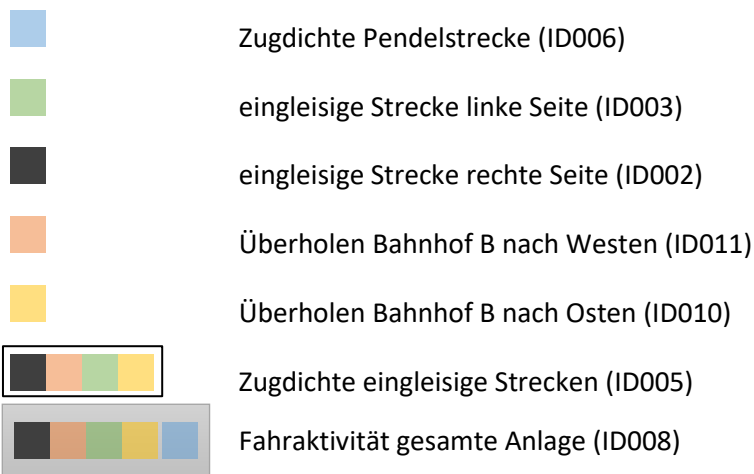 Zugdichte Pendelstrecke (ID006)
eingleisige Strecke linke Seite (ID003)
eingleisige Strecke rechte Seite (ID002)
Überholen Bahnhof B nach Westen (ID011)
Überholen Bahnhof B nach Osten (ID010)
Zugdichte eingleisige Strecken (ID005)
Fahraktivität gesamte Anlage (ID008)